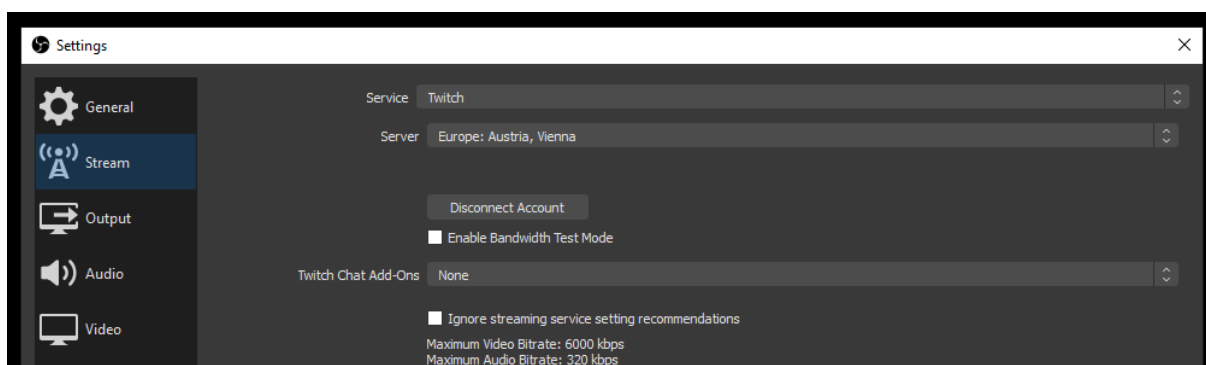 Settings
General
Stream
Output
Audio
Video
Service Twitch
Server Europe: Austria, Vienna
Disconnect Account
Enable Bandwidth Test Mode
Twitch Chat Add-Ons None
Ignore streaming service setting recommendations
Maximum Video Bitrate: 6000 kbps
Maximum Audio Bitrate: 320 kbps